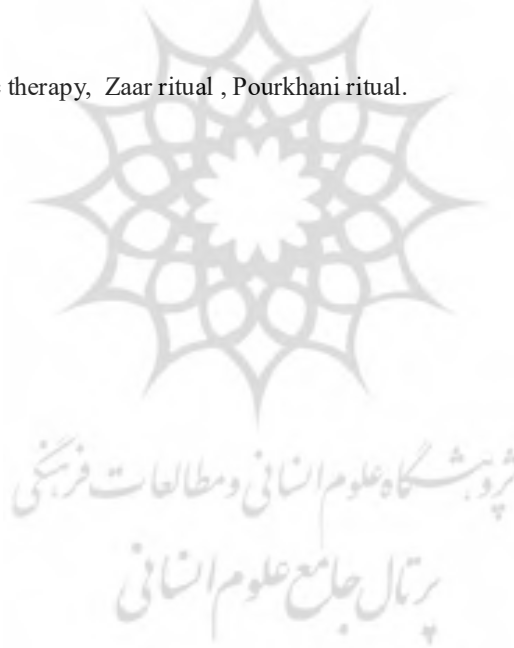 therapy, Zaar ritual , Pourkhani ritual.
پژوهشگاه علوم انسانی و مطالعات فرهنگی
پرتال جامع علوم انسانی